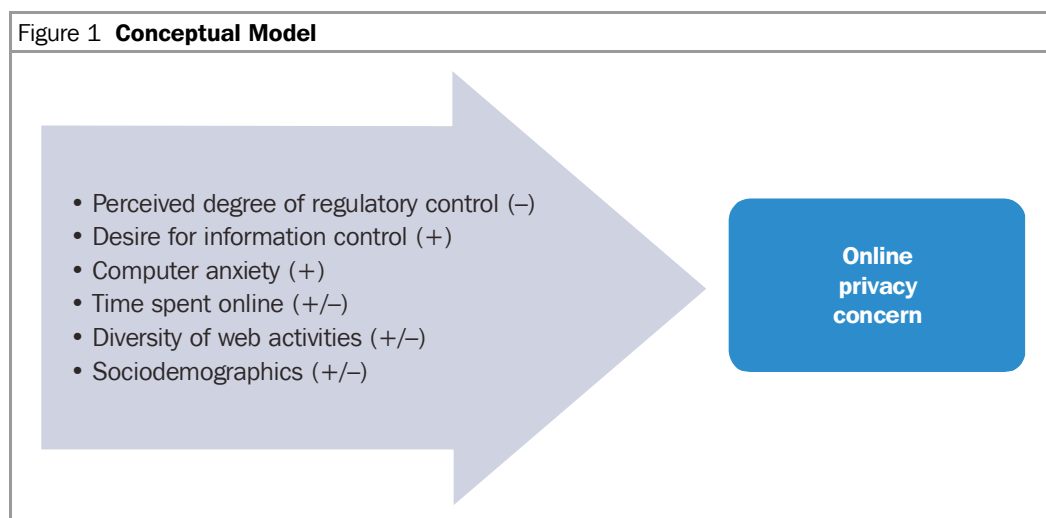 Figure 1 Conceptual Model
• Perceived degree of regulatory control (–)
• Desire for information control (+)
• Computer anxiety (+)
• Time spent online (+/–)
• Diversity of web activities (+/–)
• Sociodemographics (+/–)
Online
privacy
concern